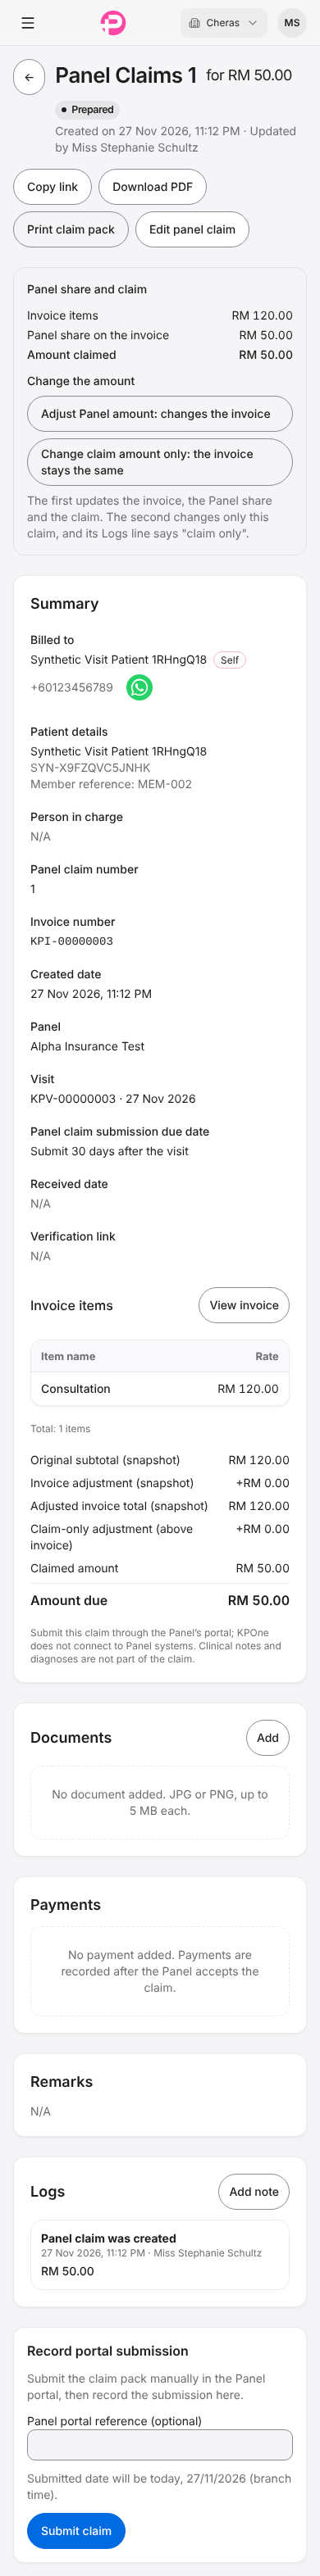 Cheras
MS
Panel Claims 1 for RM 50.00
Prepared
Created on 27 Nov 2026, 11:12 PM · Updated
by Miss Stephanie Schultz
Copy link
Download PDF
Print claim pack
Edit panel claim
Panel share and claim
Invoice items RM 120.00
Panel share on the invoice RM 50.00
Amount claimed RM 50.00
Change the amount
Adjust Panel amount: changes the invoice
Change claim amount only: the invoice
stays the same
The first updates the invoice, the Panel share
and the claim. The second changes only this
claim, and its Logs line says "claim only".
Summary
Billed to
Synthetic Visit Patient 1RHngQ18 Self
+60123456789
Patient details
Synthetic Visit Patient 1RHngQ18
SYN-X9FZQVC5JNHK
Member reference: MEM-002
Person in charge
N/A
Panel claim number
1
Invoice number
KPI-00000003
Created date
27 Nov 2026, 11:12 PM
Panel
Alpha Insurance Test
Visit
KPV-00000003 · 27 Nov 2026
Panel claim submission due date
Submit 30 days after the visit
Received date
N/A
Verification link
N/A
Invoice items
View invoice
Item name Rate
Consultation RM 120.00
Total: 1 items
Original subtotal (snapshot) RM 120.00
Invoice adjustment (snapshot) +RM 0.00
Adjusted invoice total (snapshot) RM 120.00
Claim-only adjustment (above +RM 0.00
invoice)
Claimed amount RM 50.00
Amount due RM 50.00
Submit this claim through the Panel's portal; KPOne
does not connect to Panel systems. Clinical notes and
diagnoses are not part of the claim.
Documents
Add
No document added. JPG or PNG, up to
5 MB each.
Payments
No payment added. Payments are
recorded after the Panel accepts the
claim.
Remarks
N/A
Logs
Add note
Panel claim was created
27 Nov 2026, 11:12 PM · Miss Stephanie Schultz
RM 50.00
Record portal submission
Submit the claim pack manually in the Panel
portal, then record the submission here.
Panel portal reference (optional)
Submitted date will be today, 27/11/2026 (branch
time).
Submit claim